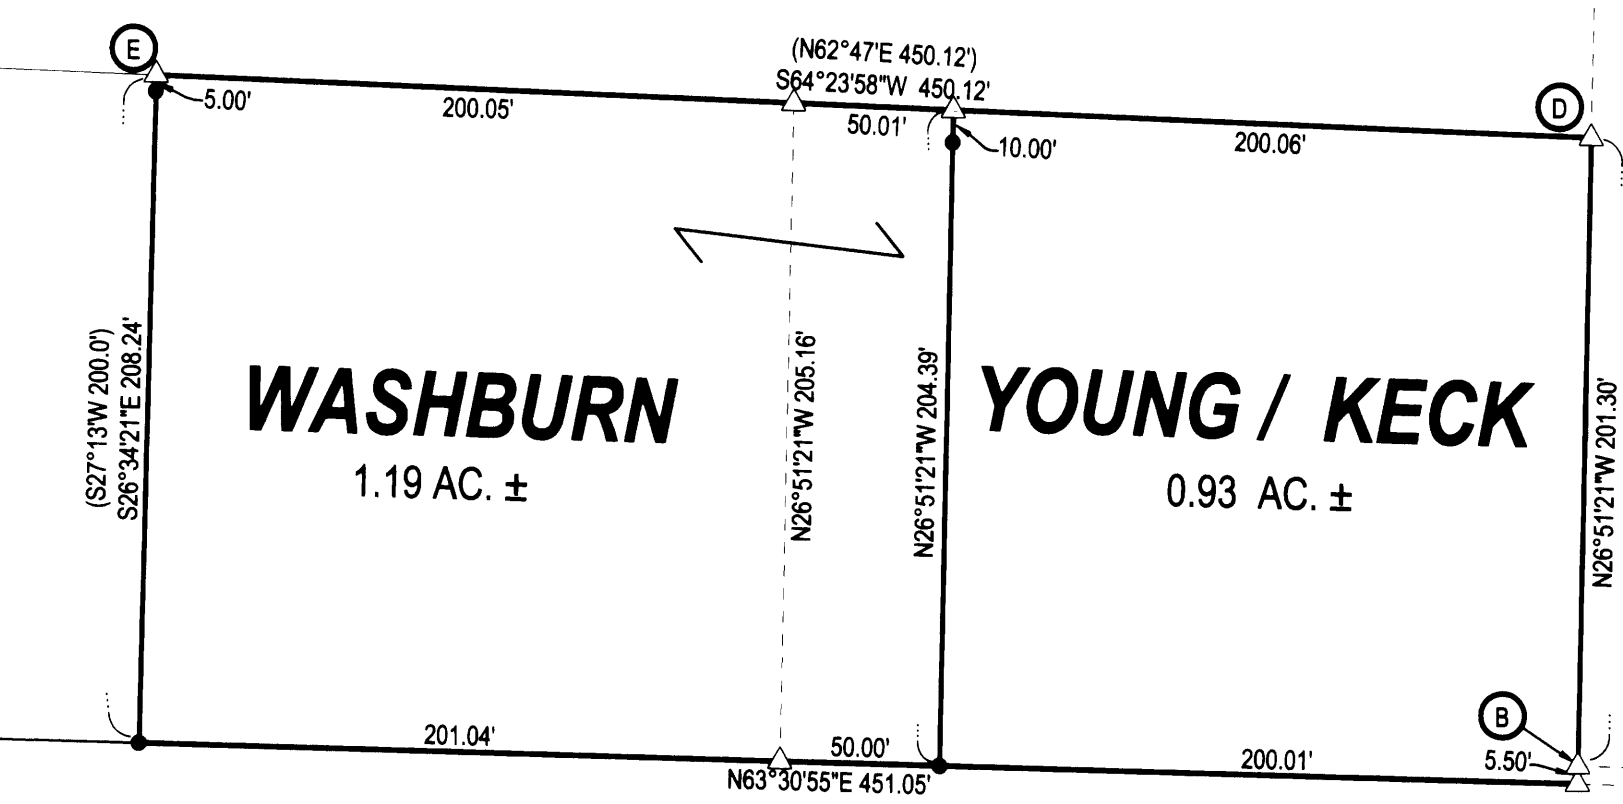 (N62°47'E 450.12')
S64°23'58"W 450.12'
E
5.00'
200.05'
50.01'
10.00'
200.06'
D
(S27°13'W 200.0')
S26°34'21"E 208.24'
WASHBURN
1.19 AC. ±
N26°51'21"W 205.16'
N26°51'21"W 204.39'
YOUNG / KECK
0.93 AC. ±
N26°51'21"W 201.30'
B
5.50'
201.04'
50.00'
200.01'
N63°30'55"E 451.05'